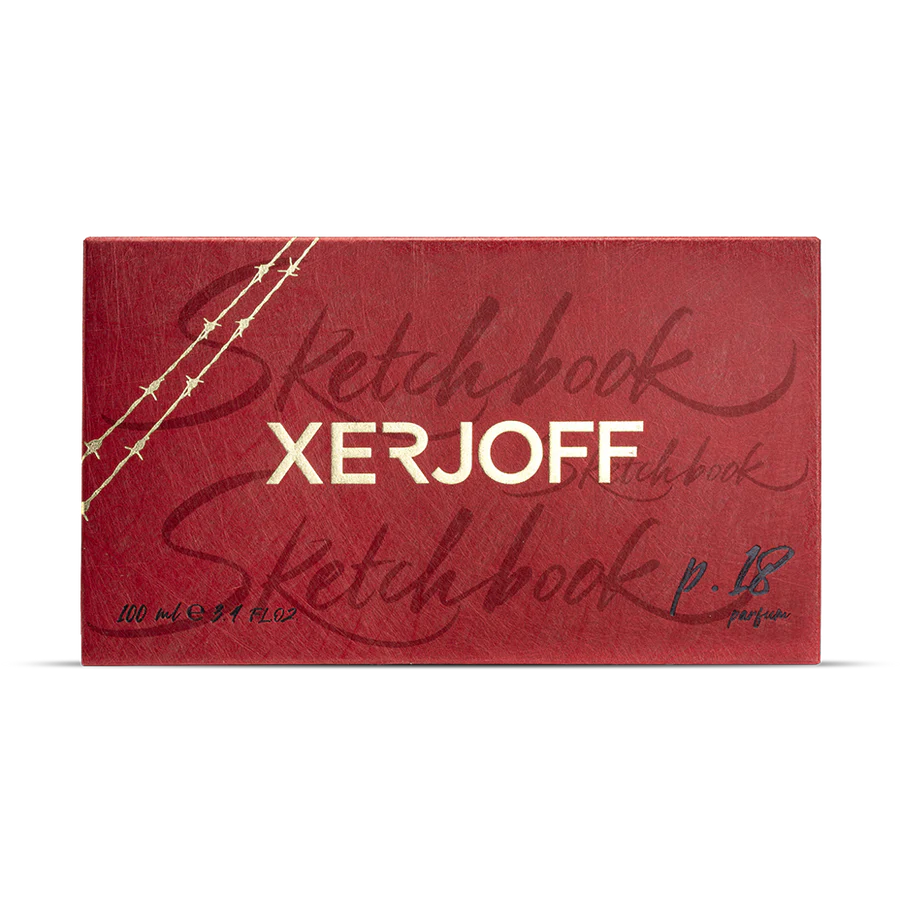 Sketchbook
XERJOFF
Sketchbook
Sketchbook
p.18
100 ml e 3.4 FL OZ
parfum